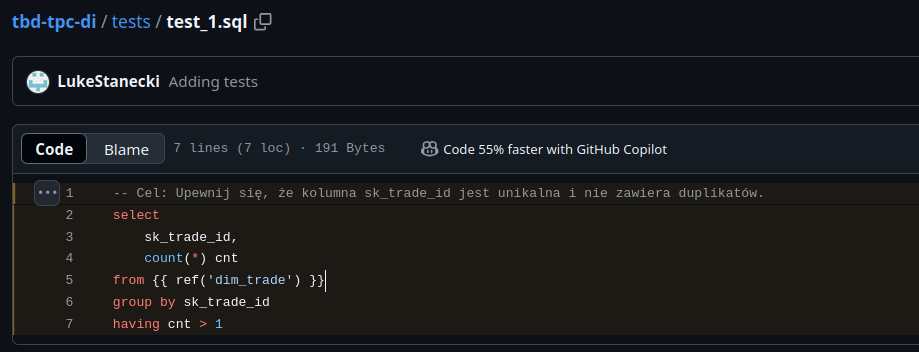 tbd-tpc-di / tests / test_1.sql
LukeStanecki Adding tests
Code Blame 7 lines (7 loc) · 191 Bytes Code 55% faster with GitHub Copilot
1 -- Cel: Upewnij się, że kolumna sk_trade_id jest unikalna i nie zawiera duplikatów.
2 select
3     sk_trade_id,
4     count(*) cnt
5 from {{ ref('dim_trade') }}
6 group by sk_trade_id
7 having cnt > 1